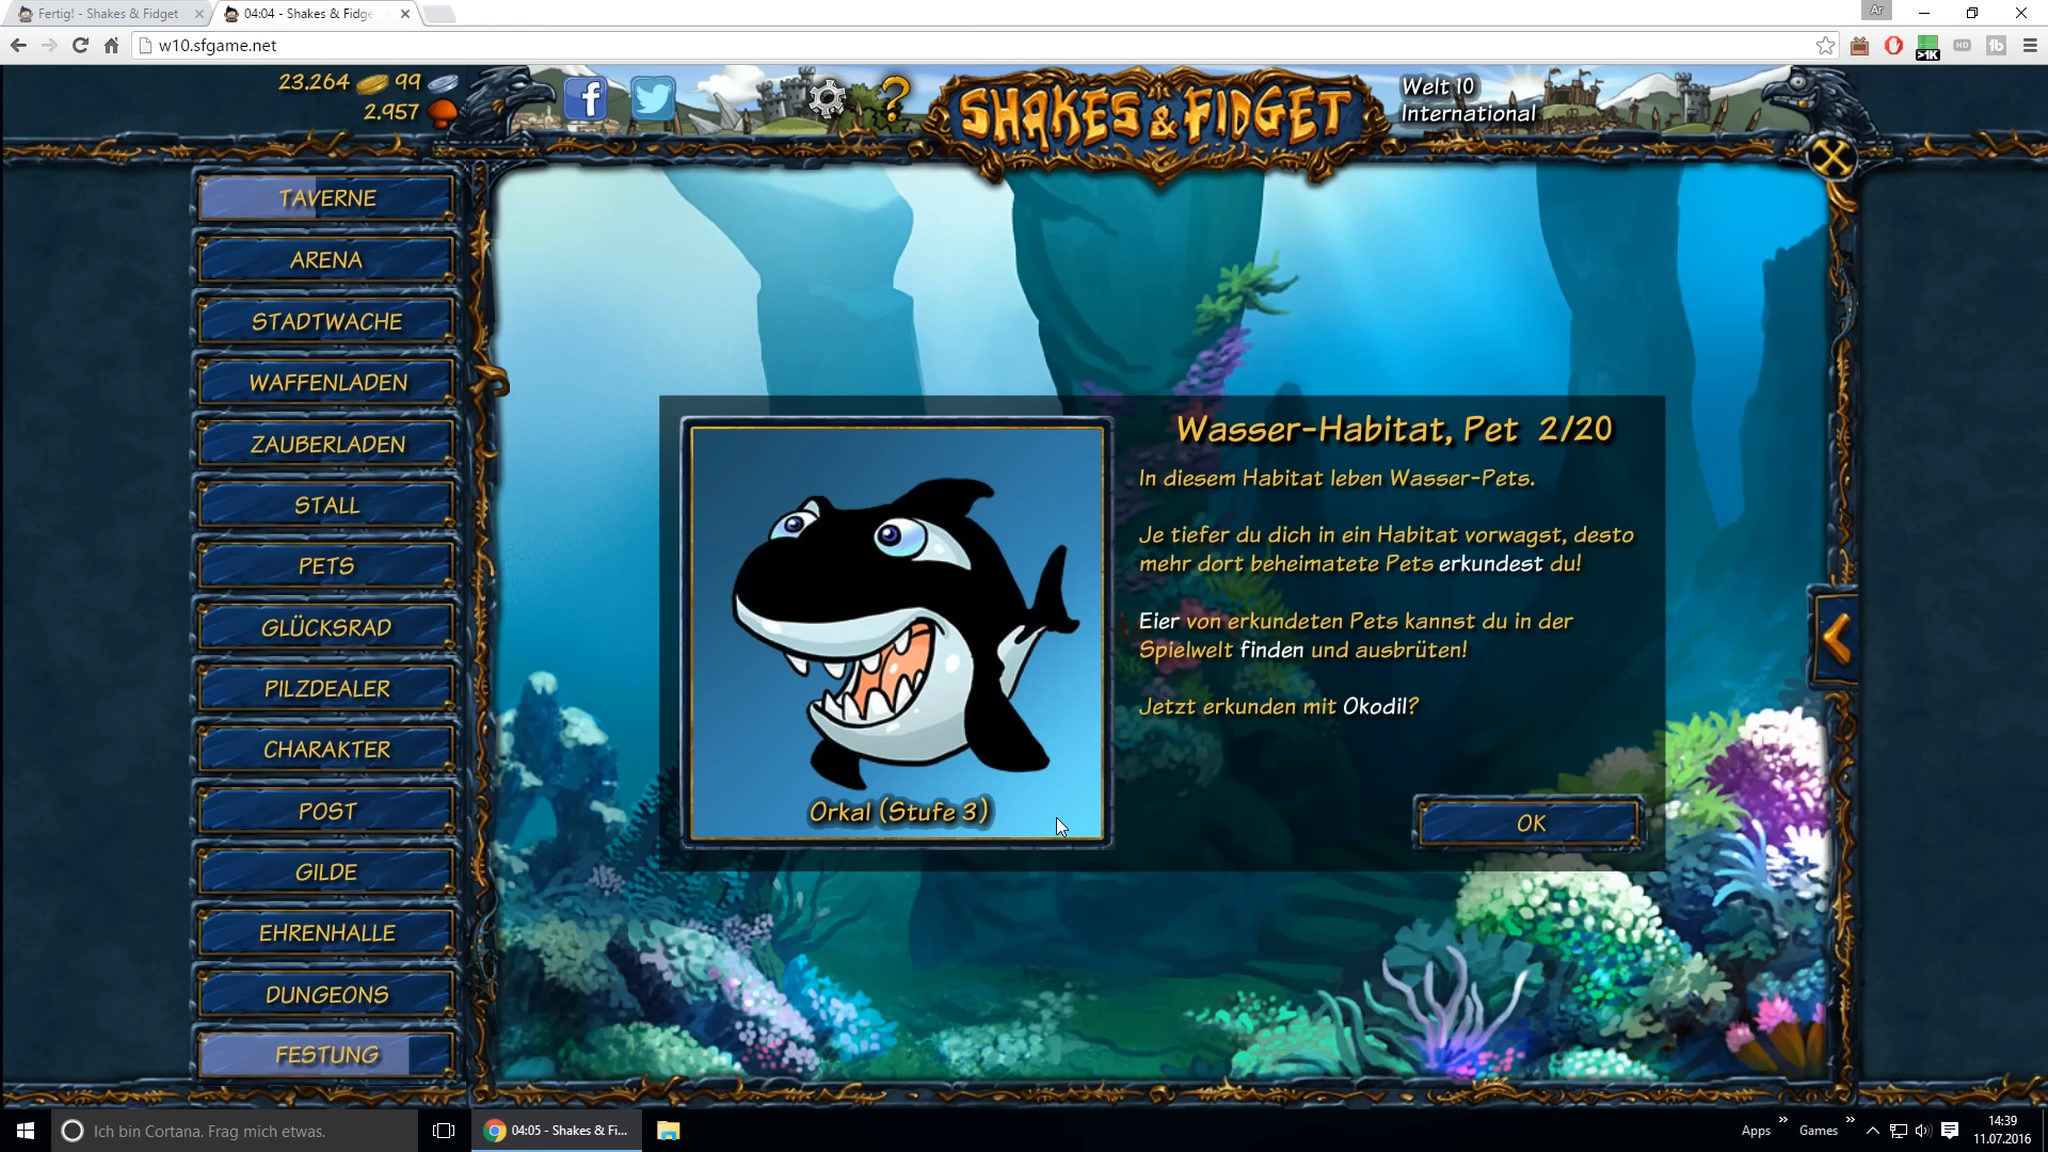 Fertig! - Shakes & Fidget
04:04 - Shakes & Fidge
Ar
w10.sfgame.net
>1K
HD
1b
23.264 99
2.957
f
?
SHAKES & FIDGET
Welt 10
International
TAVERNE
ARENA
STADTWACHE
WAFFENLADEN
ZAUBERLADEN
STALL
PETS
GLÜCKSRAD
PILZDEALER
CHARAKTER
POST
GILDE
EHRENHALLE
DUNGEONS
FESTUNG
Orkal (Stufe 3)
Wasser-Habitat, Pet 2/20
In diesem Habitat leben Wasser-Pets.
Je tiefer du dich in ein Habitat vorwagst, desto
mehr dort beheimatete Pets erkundest du!
Eier von erkundeten Pets kannst du in der
Spielwelt finden und ausbrüten!
Jetzt erkunden mit Okodil?
OK
Ich bin Cortana. Frag mich etwas.
04:05 - Shakes & Fi...
Apps
Games
14:39
11.07.2016